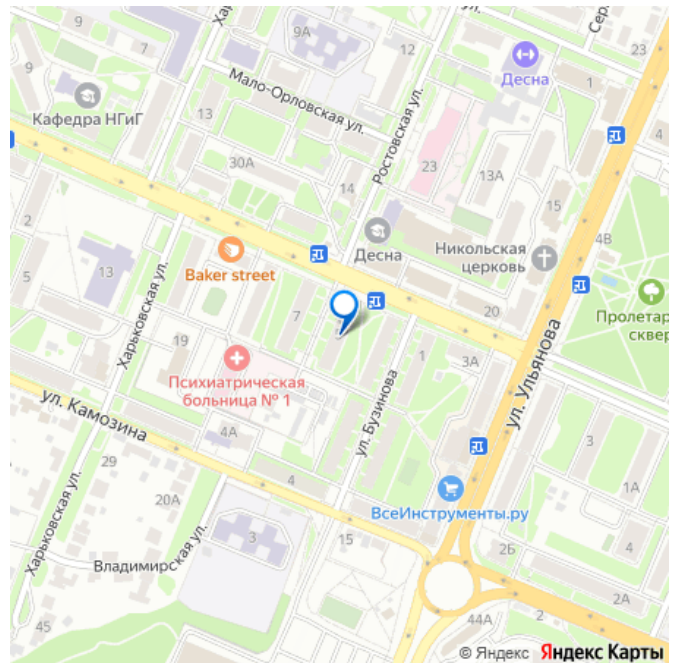 9А
7
9
9
12
Сер
23
Десна
1
Кафедра НГиГ
13
Мало-Орловская ул.
Ростовская ул.
4
30А
14
23
13А
15
2
5
13
Харьковская ул.
Baker street
Десна
Никольская
церковь
4В
Пролетар
сквер
7
20
19
Психиатрическая
больница № 1
1
3А
ул. Ульянова
ул. Камозина
4А
ул. Бузинова
29
20А
4
3
1А
ВсеИнструменты.ру
Харьковская ул.
Владимирская ул.
3
15
2Б
4
45
44А
2
2А
© Яндекс Яндекс Карты